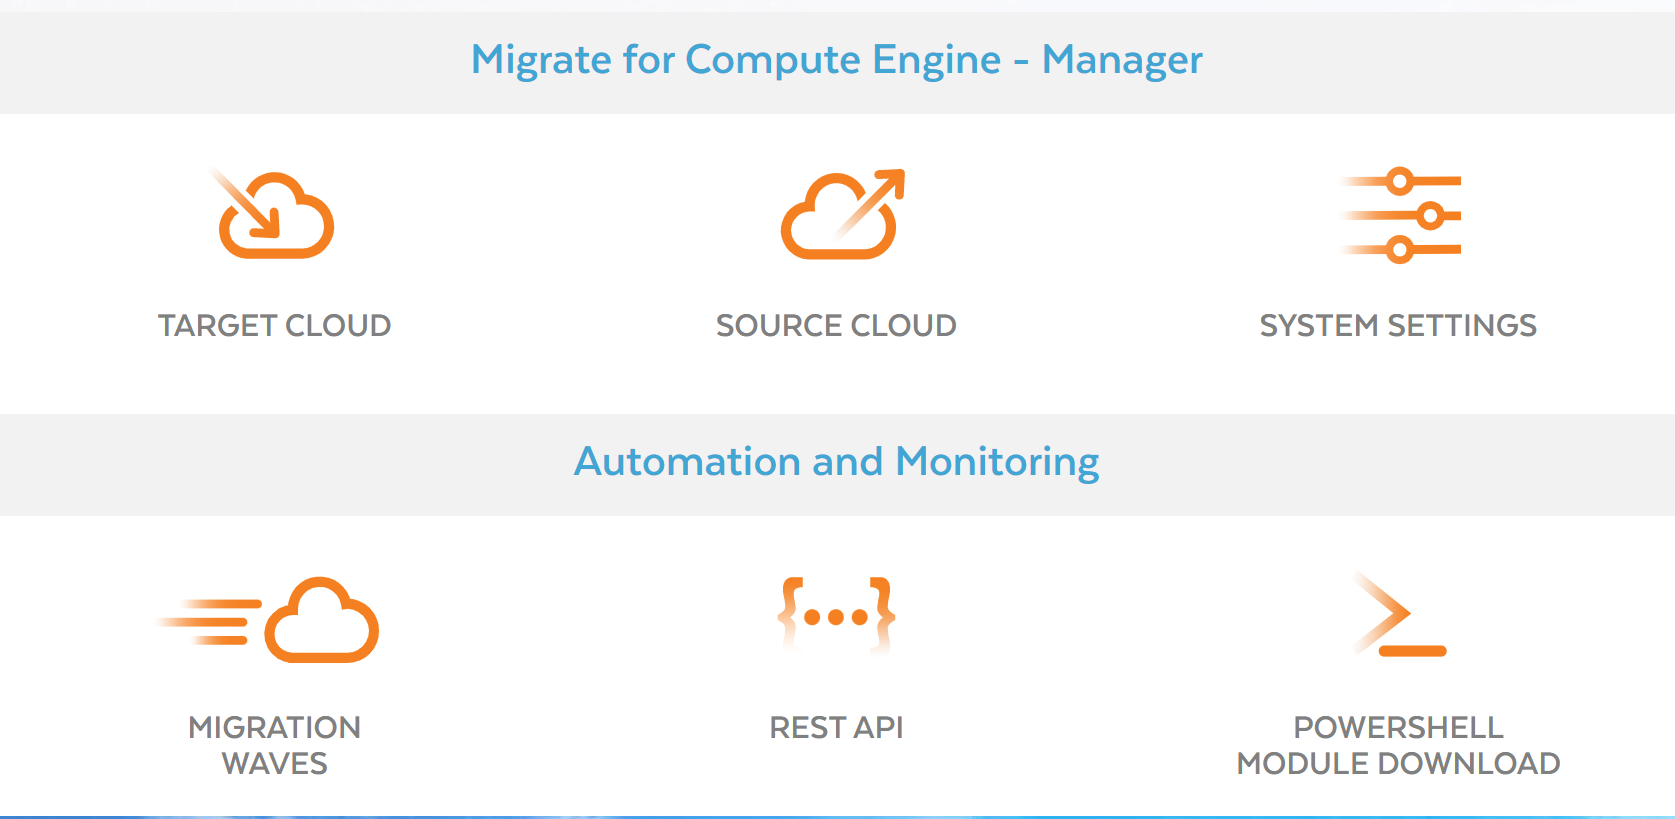 Migrate for Compute Engine - Manager
TARGET CLOUD
SOURCE CLOUD
SYSTEM SETTINGS
Automation and Monitoring
MIGRATION
WAVES
REST API
POWERSHELL
MODULE DOWNLOAD